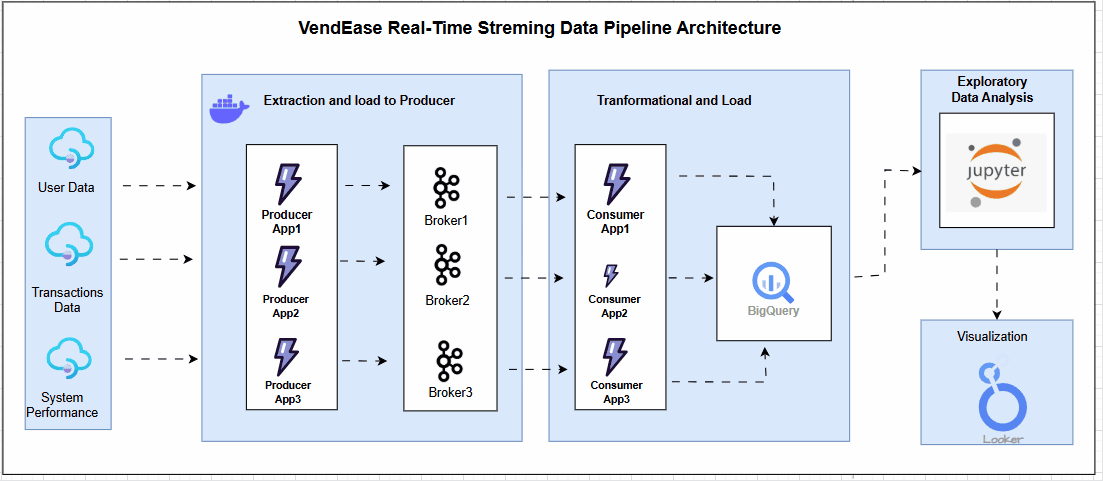 VendEase Real-Time Streming Data Pipeline Architecture
User Data
Transactions
Data
System
Performance
Extraction and load to Producer
Producer
App1
Producer
App2
Producer
App3
Broker1
Broker2
Broker3
Tranformational and Load
Consumer
App1
Consumer
App2
Consumer
App3
BigQuery
Exploratory
Data Analysis
jupyter
Visualization
Looker